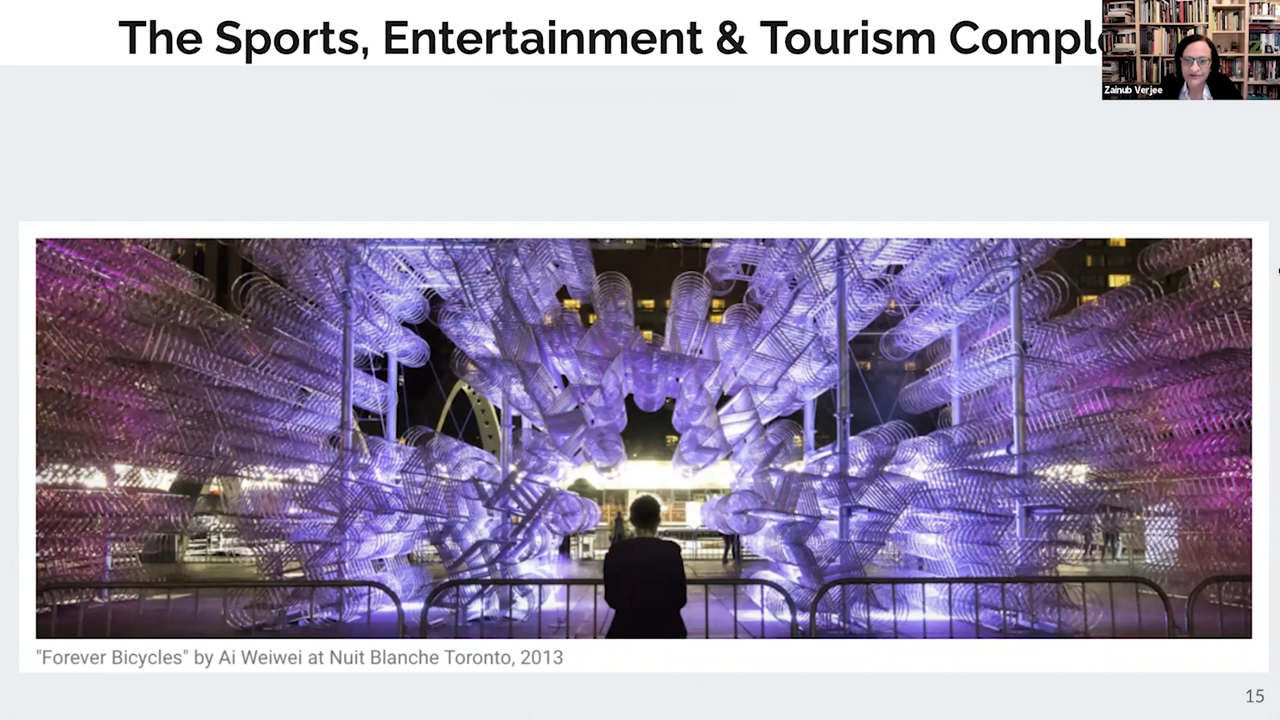 The Sports, Entertainment & Tourism Compl
Zainub Verjee
"Forever Bicycles" by Ai Weiwei at Nuit Blanche Toronto, 2013
15